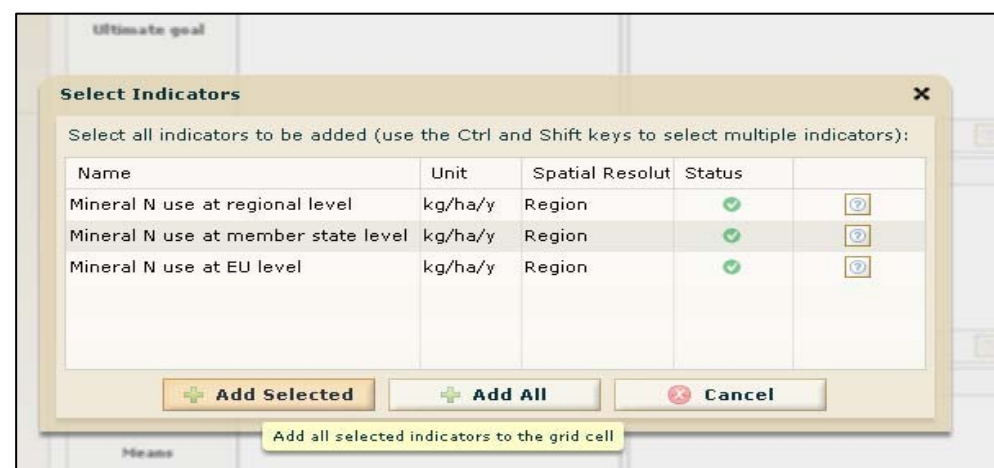 Ultimate goal
Select Indicators
Select all indicators to be added (use the Ctrl and Shift keys to select multiple indicators):
Name Unit Spatial Resolut Status
Mineral N use at regional level kg/ha/y Region
Mineral N use at member state level kg/ha/y Region
Mineral N use at EU level kg/ha/y Region
Add Selected Add All Cancel
Add all selected indicators to the grid cell
Means